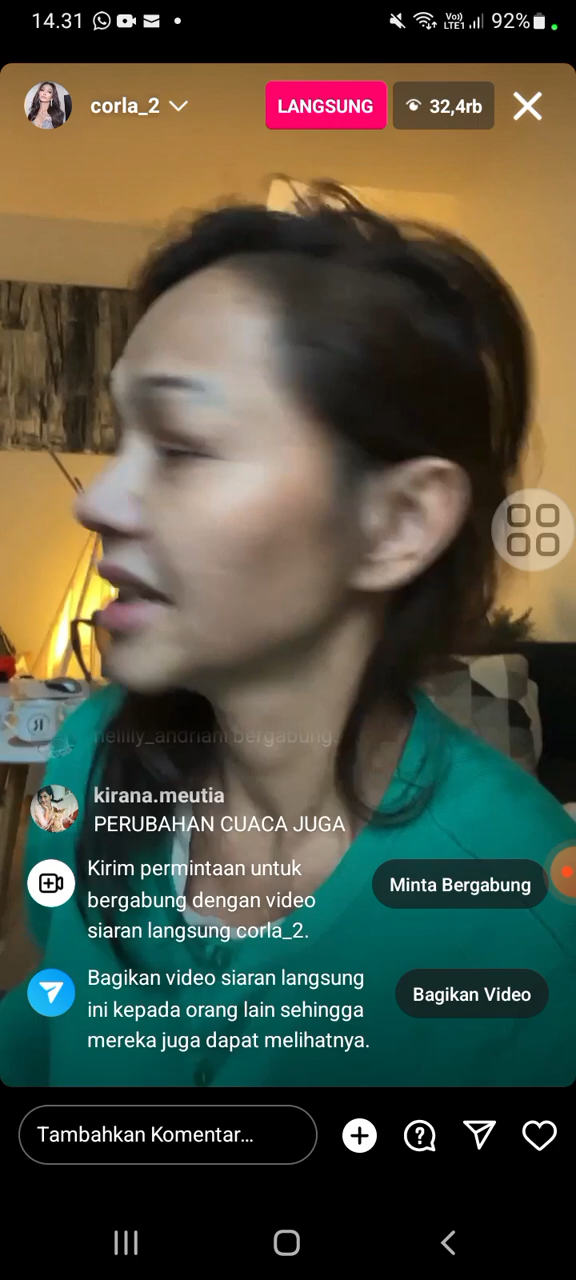 14.31
Vo))
LTE1
92%
corla_2
LANGSUNG
32,4rb
bergabung
kirana.meutia
PERUBAHAN CUACA JUGA
Kirim permintaan untuk
bergabung dengan video
siaran langsung corla_2.
Minta Bergabung
Bagikan video siaran langsung
ini kepada orang lain sehingga
mereka juga dapat melihatnya.
Bagikan Video
Tambahkan Komentar...